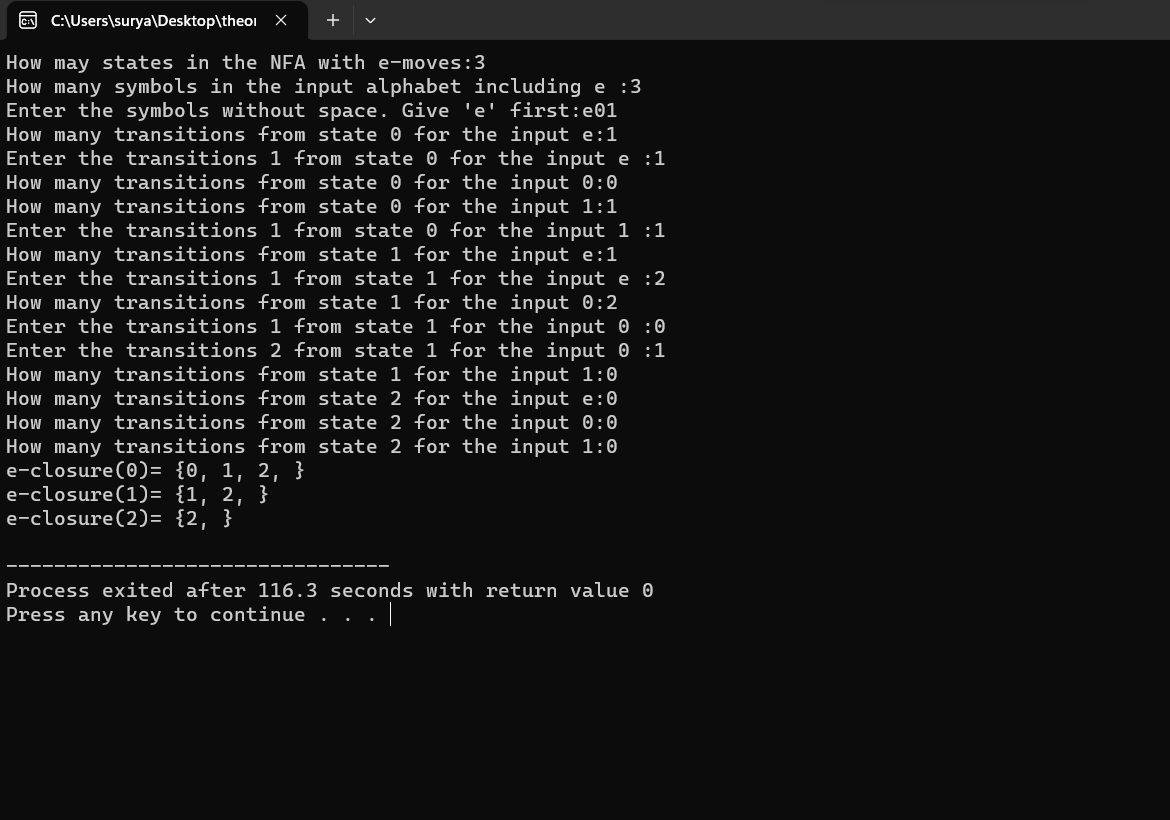 C:\Users\surya\Desktop\theor
How may states in the NFA with e-moves:3
How many symbols in the input alphabet including e :3
Enter the symbols without space. Give 'e' first:e01
How many transitions from state 0 for the input e:1
Enter the transitions 1 from state 0 for the input e :1
How many transitions from state 0 for the input 0:0
How many transitions from state 0 for the input 1:1
Enter the transitions 1 from state 0 for the input 1 :1
How many transitions from state 1 for the input e:1
Enter the transitions 1 from state 1 for the input e :2
How many transitions from state 1 for the input 0:2
Enter the transitions 1 from state 1 for the input 0 :0
Enter the transitions 2 from state 1 for the input 0 :1
How many transitions from state 1 for the input 1:0
How many transitions from state 2 for the input e:0
How many transitions from state 2 for the input 0:0
How many transitions from state 2 for the input 1:0
e-closure(0)= {0, 1, 2, }
e-closure(1)= {1, 2, }
e-closure(2)= {2, }
--------------------------------
Process exited after 116.3 seconds with return value 0
Press any key to continue . . .